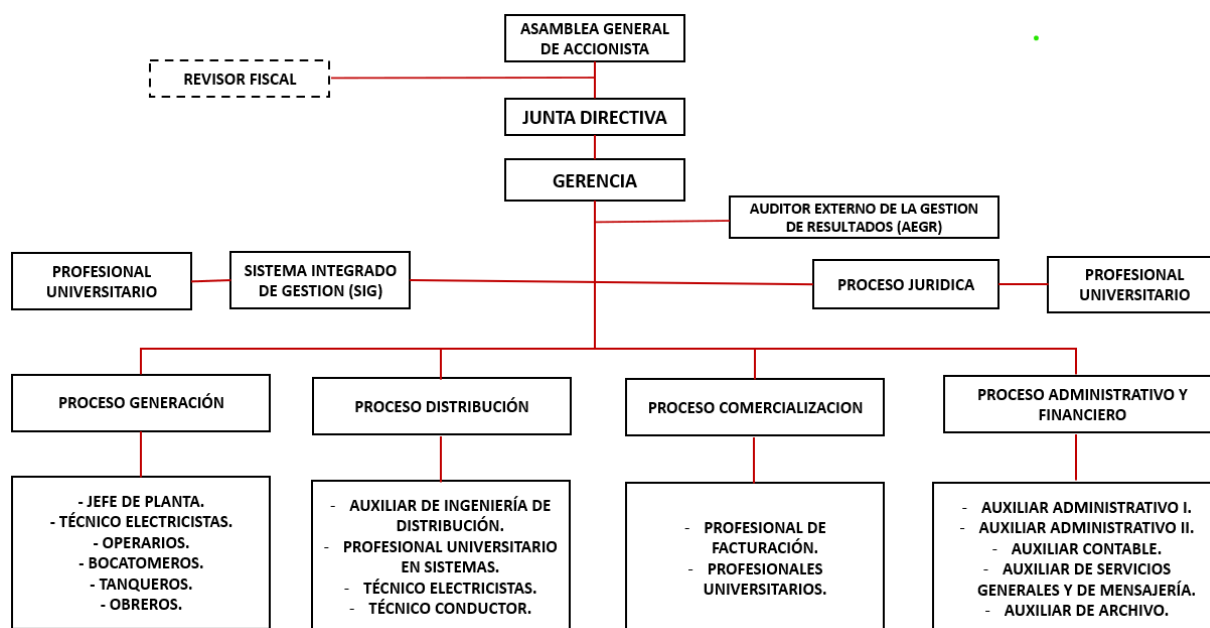 ASAMBLEA GENERAL
DE ACCIONISTA
REVISOR FISCAL
JUNTA DIRECTIVA
GERENCIA
AUDITOR EXTERNO DE LA GESTION
DE RESULTADOS (AEGR)
PROFESIONAL
UNIVERSITARIO
SISTEMA INTEGRADO
DE GESTION (SIG)
PROCESO JURIDICA
PROFESIONAL
UNIVERSITARIO
PROCESO GENERACIÓN
PROCESO DISTRIBUCIÓN
PROCESO COMERCIALIZACION
PROCESO ADMINISTRATIVO Y
FINANCIERO
- JEFE DE PLANTA.
- TÉCNICO ELECTRICISTAS.
- OPERARIOS.
- BOCATOMEROS.
- TANQUEROS.
- OBREROS.
- AUXILIAR DE INGENIERÍA DE
DISTRIBUCIÓN.
- PROFESIONAL UNIVERSITARIO
EN SISTEMAS.
- TÉCNICO ELECTRICISTAS.
- TÉCNICO CONDUCTOR.
- PROFESIONAL DE
FACTURACIÓN.
- PROFESIONALES
UNIVERSITARIOS.
- AUXILIAR ADMINISTRATIVO I.
- AUXILIAR ADMINISTRATIVO II.
- AUXILIAR CONTABLE.
- AUXILIAR DE SERVICIOS
GENERALES Y DE MENSAJERÍA.
- AUXILIAR DE ARCHIVO.